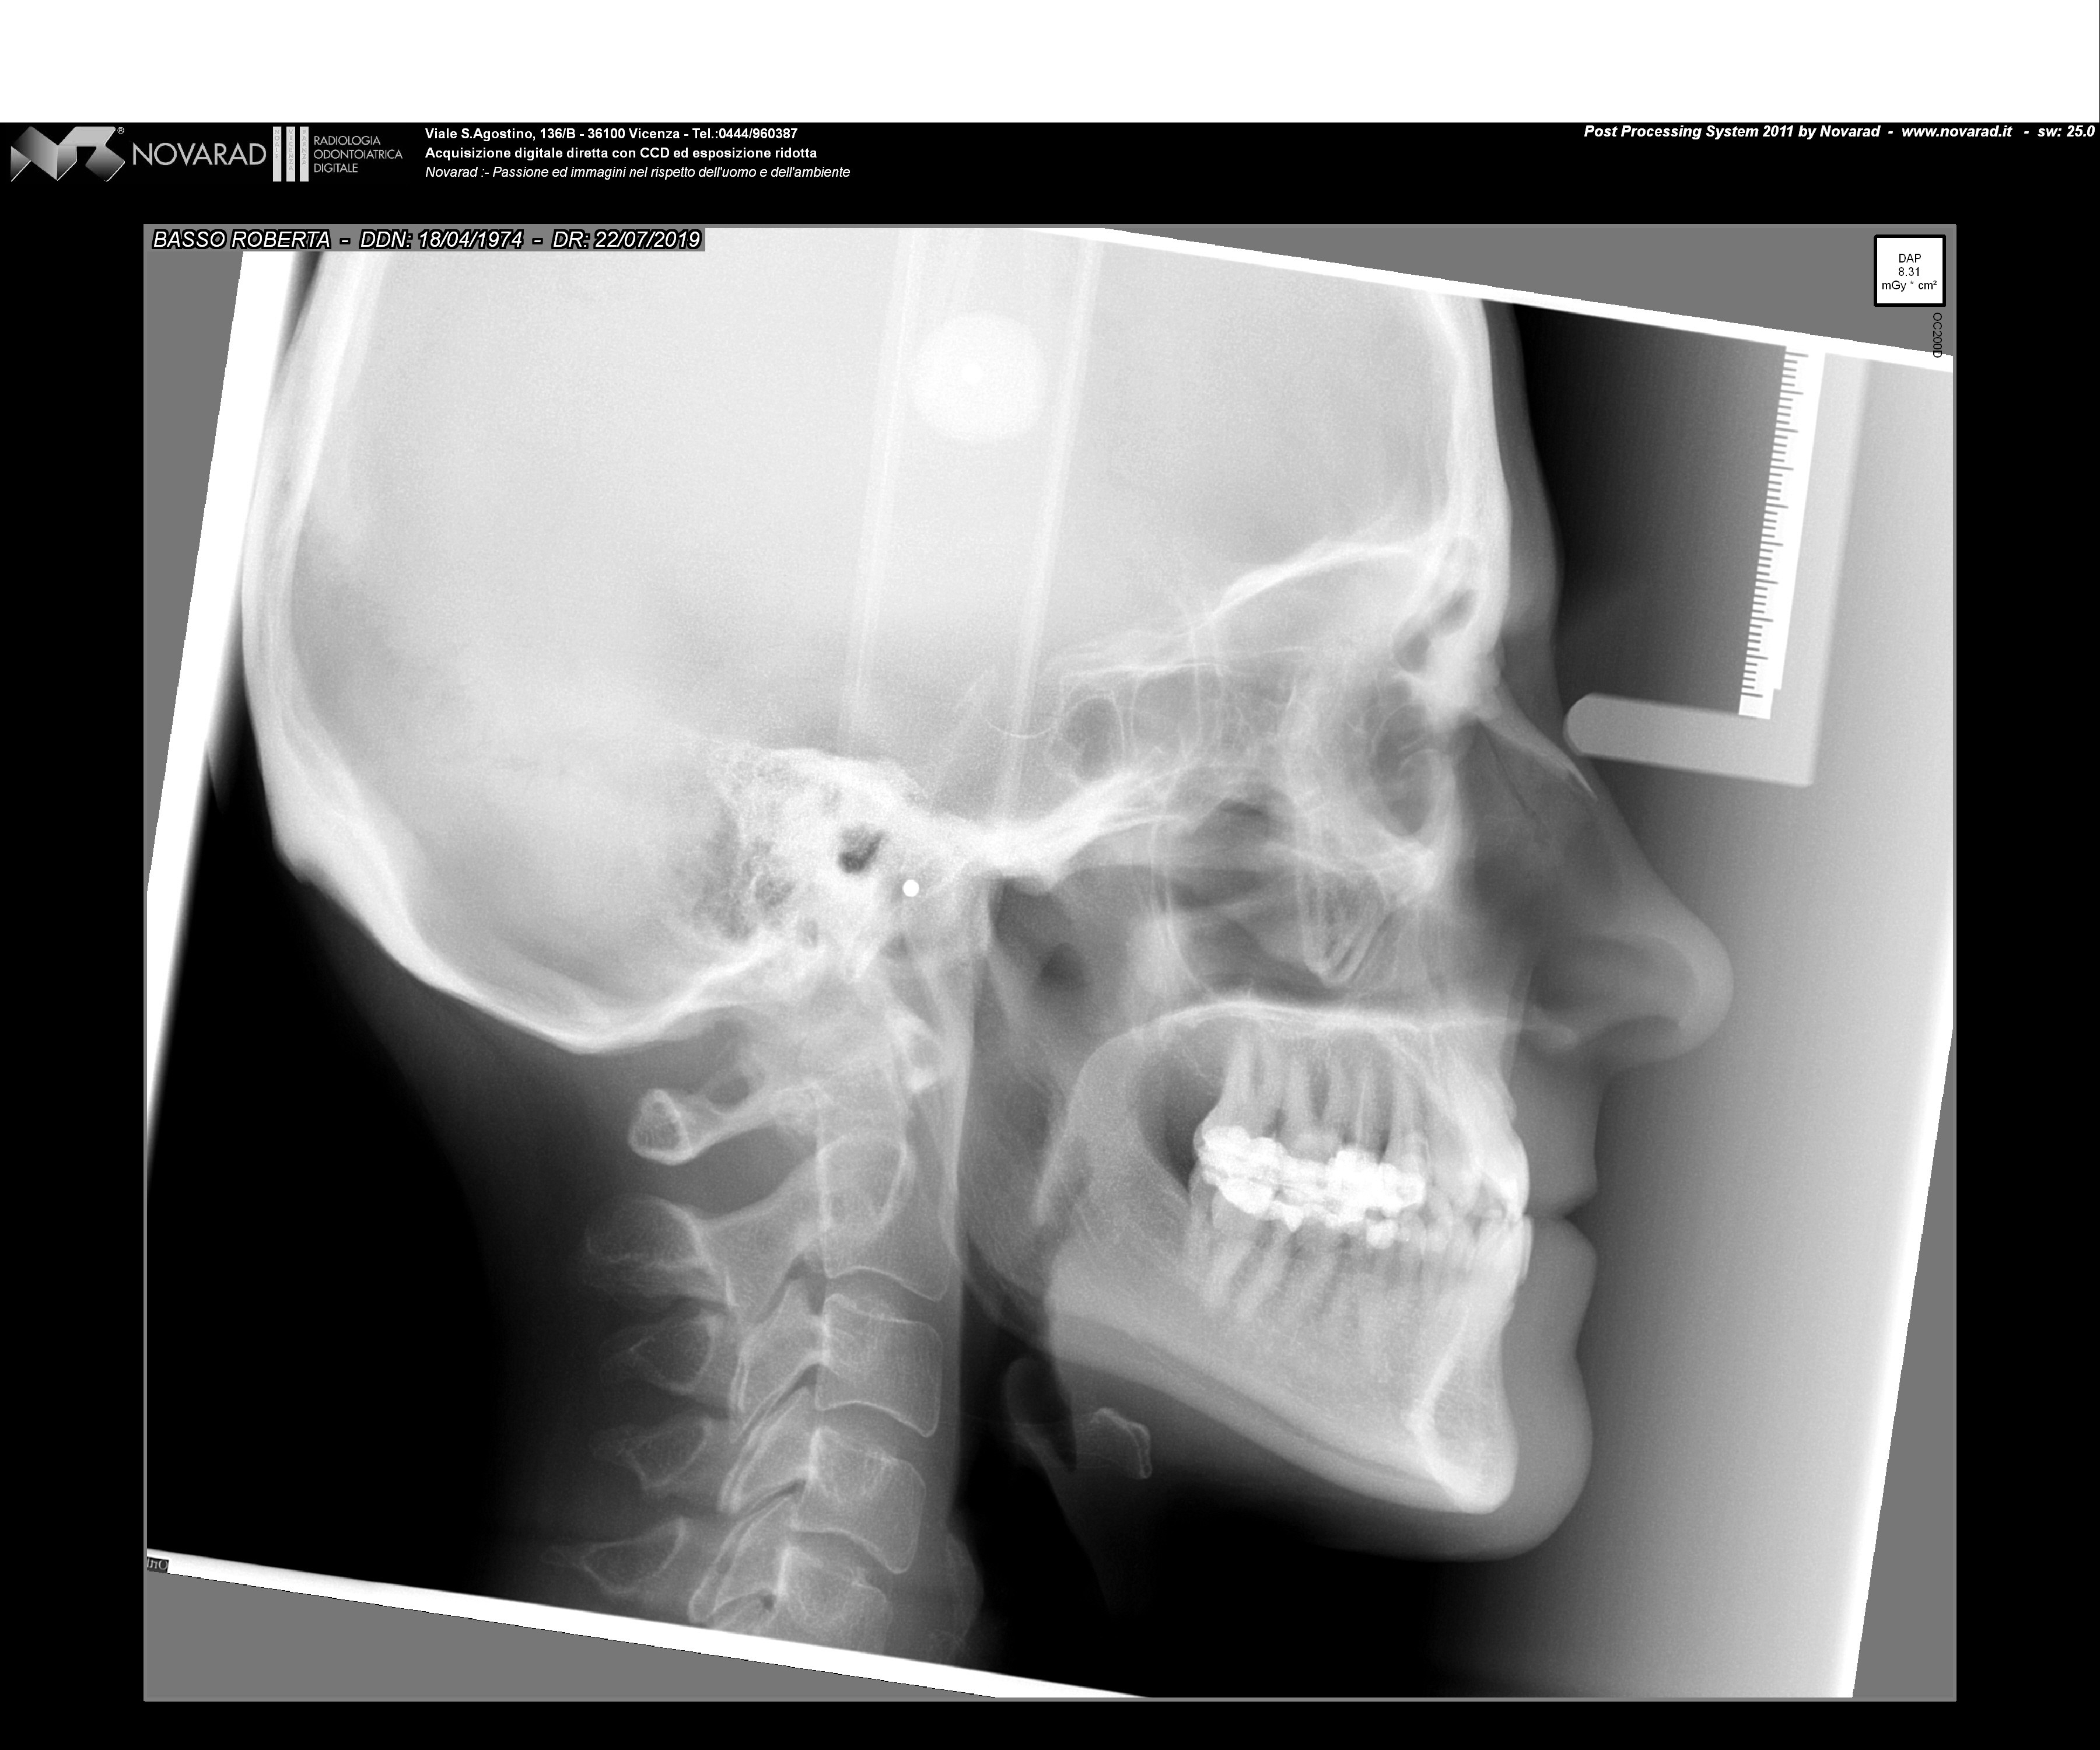 NOVARAD
NOALE
VICENZA
PADOVA
RADIOLOGIA
ODONTOIATRICA
DIGITALE
Viale S.Agostino, 136/B - 36100 Vicenza - Tel.:0444/960387
Acquisizione digitale diretta con CCD ed esposizione ridotta
Novarad :- Passione ed immagini nel rispetto dell'uomo e dell'ambiente
Post Processing System 2011 by Novarad - www.novarad.it - sw: 25.0
BASSO ROBERTA - DDN: 18/04/1974 - DR: 22/07/2019
DAP
8.31
mGy * cm²
OC200D